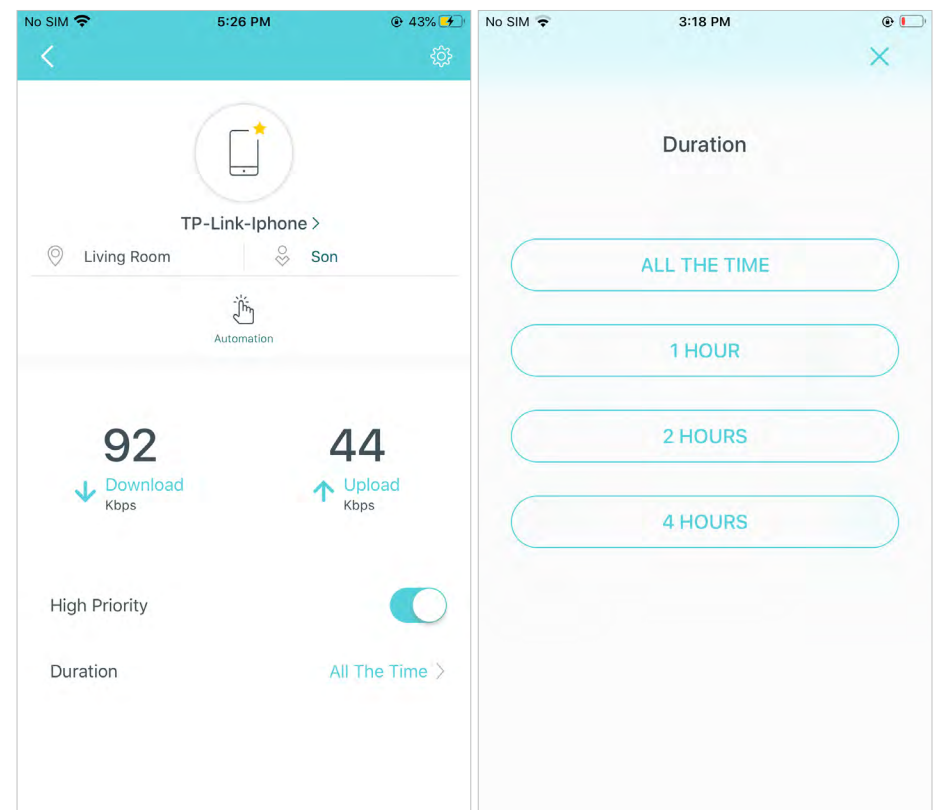 No SIM 5:26 PM 43%
TP-Link-Iphone >
Living Room Son
Automation
92 44
Download Upload
Kbps Kbps
High Priority
Duration All The Time >
No SIM 3:18 PM
Duration
ALL THE TIME
1 HOUR
2 HOURS
4 HOURS